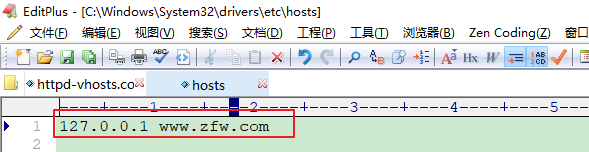 EditPlus - [C:\Windows\System32\drivers\etc\hosts]
文件(F) 编辑(E) 视图(V) 搜索(S) 文档(D) 工程(P) 工具(T) 浏览器(B) Zen Coding(Z) 窗口
httpd-vhosts.co hosts
----+----1----+----2----+----3----+----4----+----5---
1 127.0.0.1 www.zfw.com
2